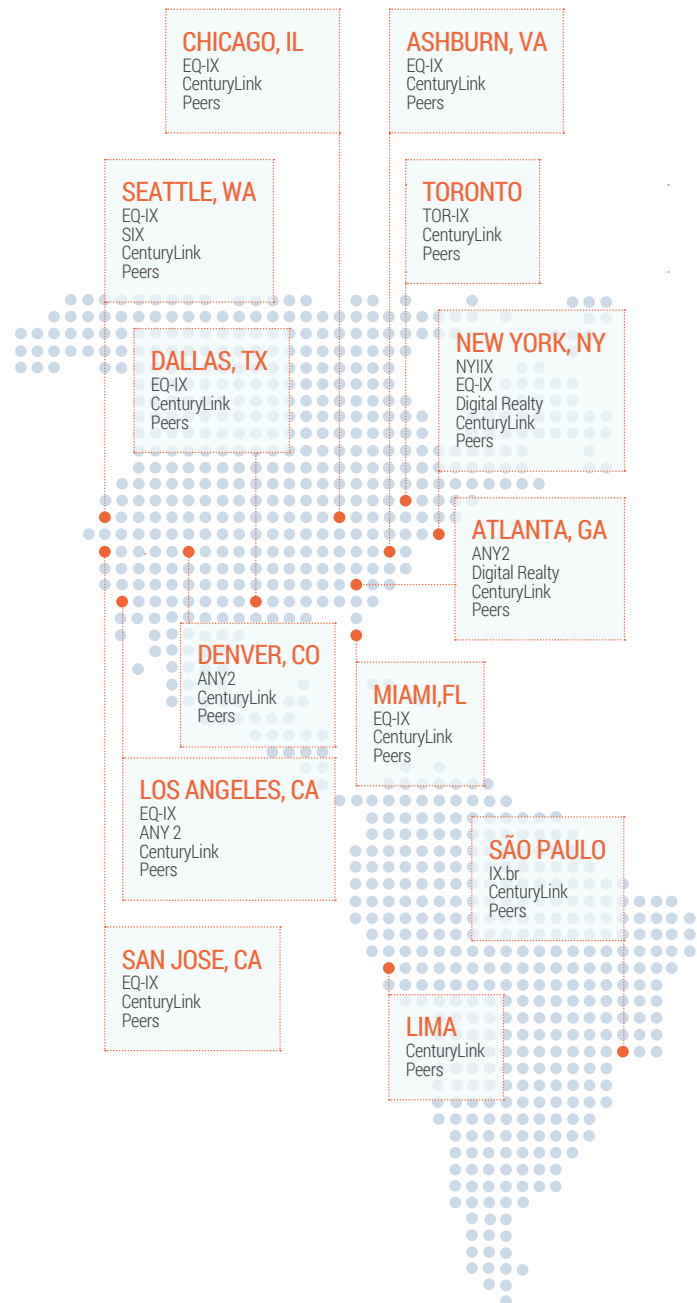 CHICAGO, IL
EQ-IX
CenturyLink
Peers
ASHBURN, VA
EQ-IX
CenturyLink
Peers
SEATTLE, WA
EQ-IX
SIX
CenturyLink
Peers
TORONTO
TOR-IX
CenturyLink
Peers
DALLAS, TX
EQ-IX
CenturyLink
Peers
NEW YORK, NY
NYIIX
EQ-IX
Digital Realty
CenturyLink
Peers
ATLANTA, GA
ANY2
Digital Realty
CenturyLink
Peers
DENVER, CO
ANY2
CenturyLink
Peers
MIAMI,FL
EQ-IX
CenturyLink
Peers
LOS ANGELES, CA
EQ-IX
ANY 2
CenturyLink
Peers
SÃO PAULO
IX.br
CenturyLink
Peers
SAN JOSE, CA
EQ-IX
CenturyLink
Peers
LIMA
CenturyLink
Peers